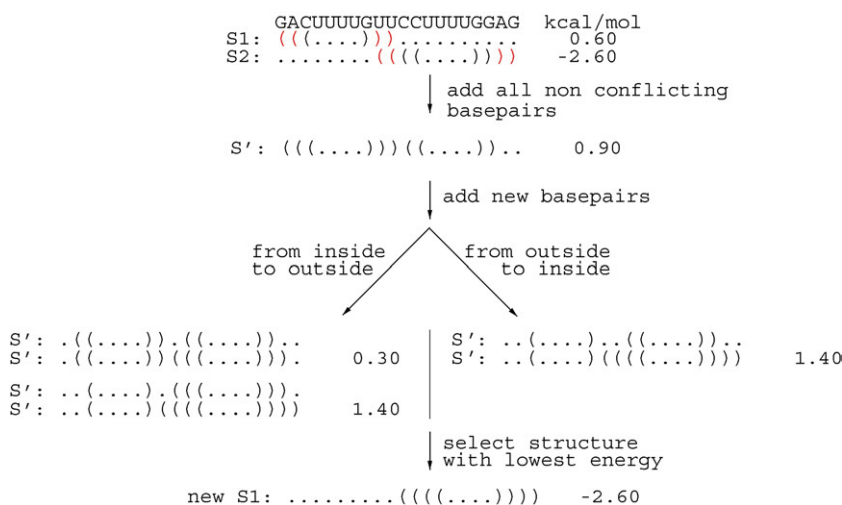 GACUUUUGUUCCUUUUGGAG kcal/mol
S1: (((....))).......... 0.60
S2: ........((((....)))) -2.60
add all non conflicting
basepairs
S': (((....)))((....)).. 0.90
add new basepairs
from inside
to outside
from outside
to inside
S': .((....)).((....))..
S': .((....))(((....))). 0.30
S': ..(....).(((....))).
S': ..(....)((((....)))) 1.40
S': ..(....)..((....))..
S': ..(....)((((....)))) 1.40
select structure
with lowest energy
new S1: .........((((....)))) -2.60